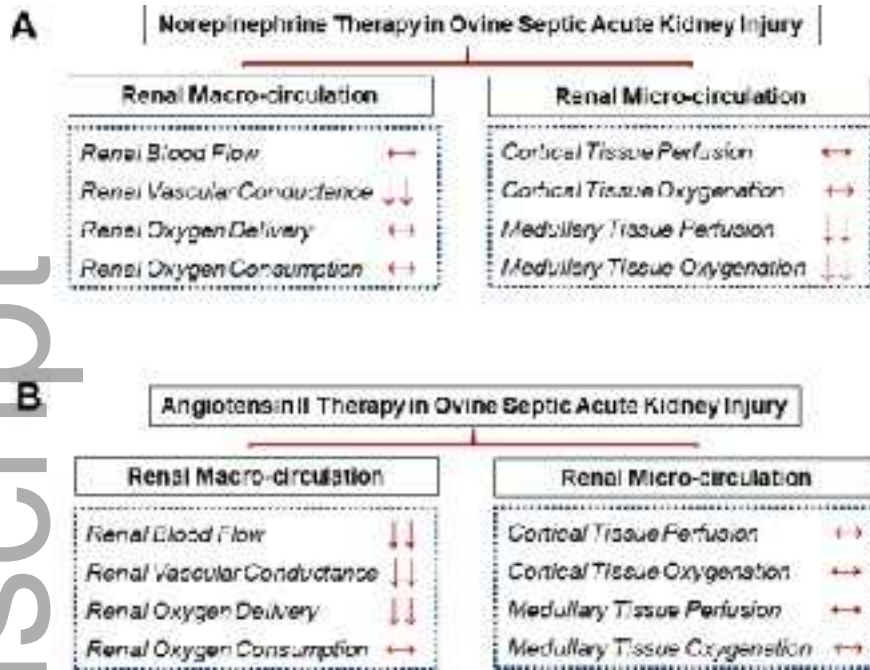 A
Norepinephrine Therapy in Ovine Septic Acute Kidney Injury
Renal Macro-circulation
Renal Blood Flow ↔
Renal Vascular Conductance ↓↓
Renal Oxygen Delivery ↔
Renal Oxygen Consumption ↔
Renal Micro-circulation
Cortical Tissue Perfusion ↔
Cortical Tissue Oxygenation ↔
Medullary Tissue Perfusion ↓↓
Medullary Tissue Oxygenation ↓↓
B
Angiotensin II Therapy in Ovine Septic Acute Kidney Injury
Renal Macro-circulation
Renal Blood Flow ↓↓
Renal Vascular Conductance ↓↓
Renal Oxygen Delivery ↓↓
Renal Oxygen Consumption ↔
Renal Micro-circulation
Cortical Tissue Perfusion ↔
Cortical Tissue Oxygenation ↔
Medullary Tissue Perfusion ↔
Medullary Tissue Oxygenation ↔